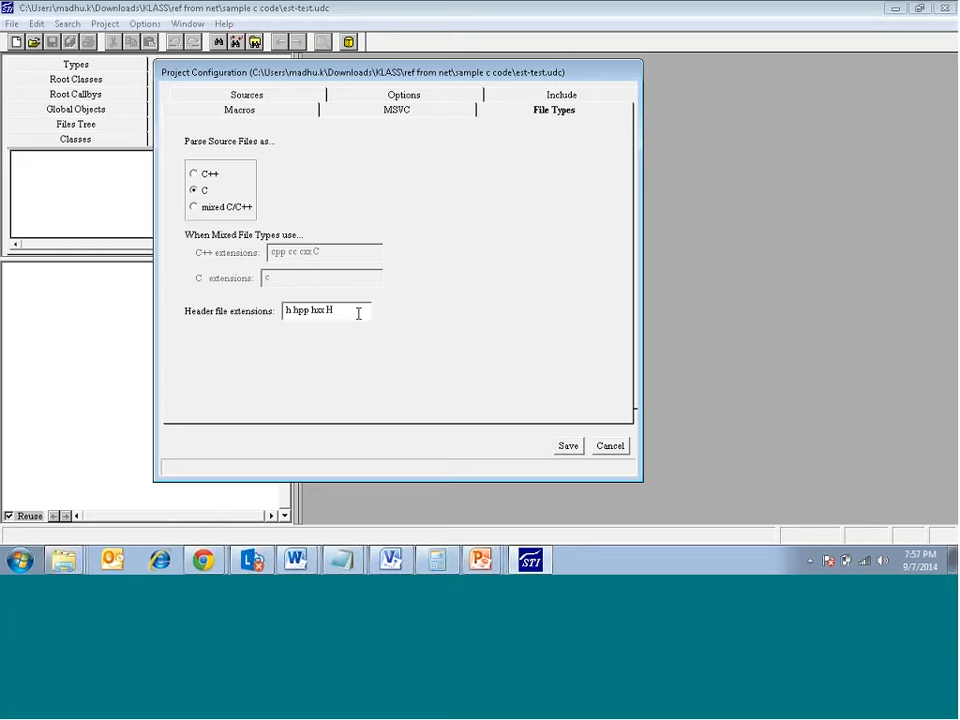 C:\Users\madhu.k\Downloads\KLASS\ref from net\sample c code\est-test.udc
File Edit Search Project Options Window Help
Types
Root Classes
Root Callbys
Global Objects
Files Tree
Classes
Project Configuration (C:\Users\madhu.k\Downloads\KLASS\ref from net\sample c code\est-test.udc)
Sources Options Include
Macros MSVC File Types
Parse Source Files as...
C++
C
mixed C/C++
When Mixed File Types use...
C++ extensions: cpp cc cxx C
C extensions: c
Header file extensions: h hpp hxx H
Save Cancel
Reuse
STI
7:57 PM
9/7/2014